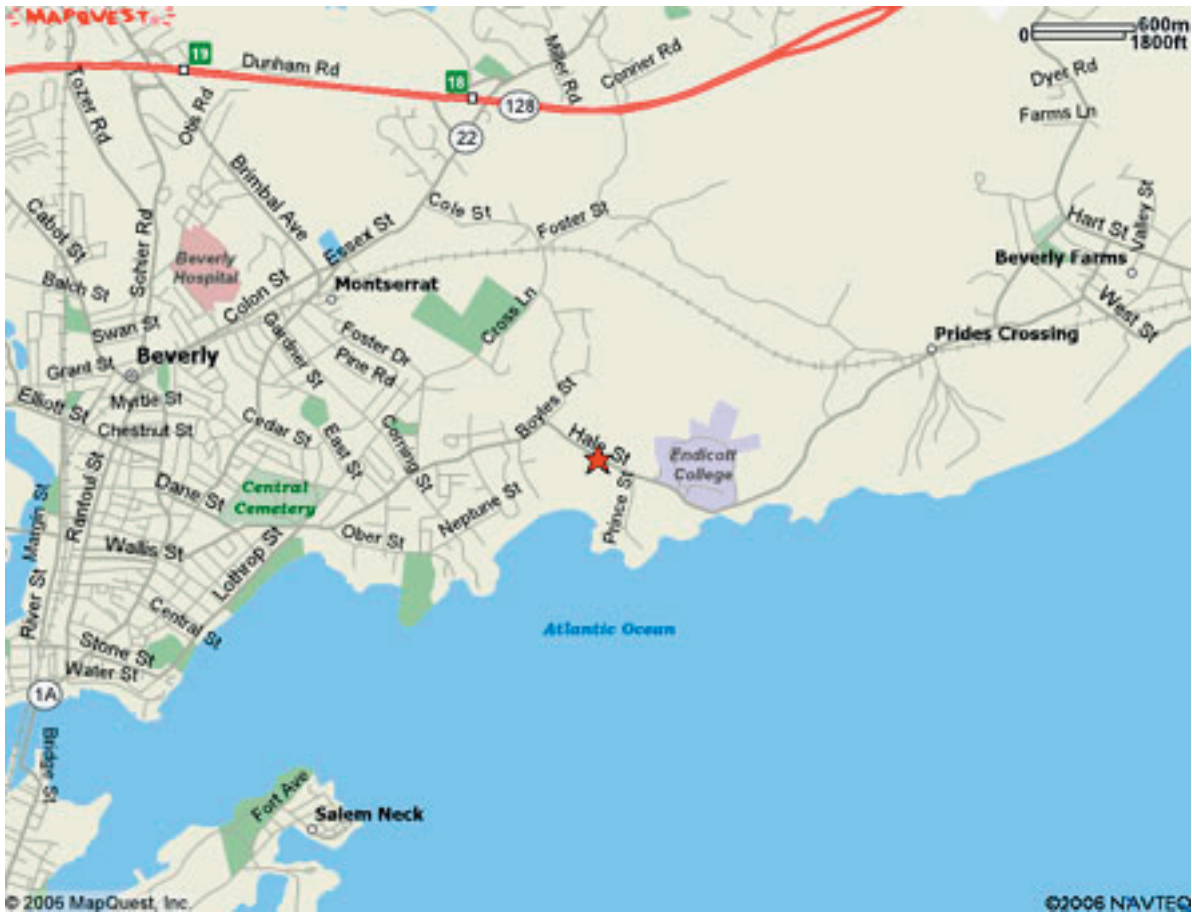 MAPQUEST
600m
0
1800ft
19
Dunham Rd
18
128
22
Miller Rd
Conner Rd
Dyer Rd
Farms Ln
Tozer Rd
Obs Rd
Brimbal Ave
Cole St
Foster St
Essex St
Hart St
Valley St
Cabot St
Sohier Rd
Beverly
Hospital
Beverly Farms
Balch St
Colon St
Montserrat
Cross Ln
West St
Swan St
Gardner St
Foster Dr
Prides Crossing
Grant St
Beverly
Pine Rd
Elliott St
Myrtle St
Boyles St
Chestnut St
Cedar St
East St
Corning St
Hale St
Endicott
College
Rantoul St
Dane St
Central
Cemetery
Prince St
Margin St
Neptune St
Wallis St
Ober St
Lothrop St
River St
Central St
Atlantic Ocean
Stone St
Water St
1A
Bridge St
Fort Ave
Salem Neck
© 2006 MapQuest, Inc.
©2006 NAVTEQ